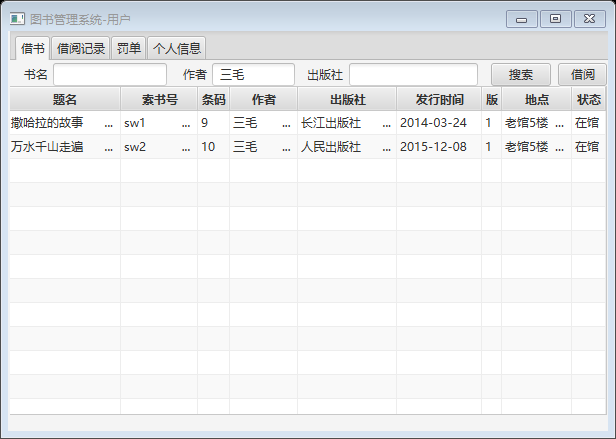 图书管理系统-用户
借书 借阅记录 罚单 个人信息
书名 作者 三毛 出版社 搜索 借阅
题名 索书号 条码 作者 出版社 发行时间 版 地点 状态
撒哈拉的故事 ... sw1 ... 9 三毛 ... 长江出版社 ... 2014-03-24 1 老馆5楼 ... 在馆
万水千山走遍 ... sw2 ... 10 三毛 ... 人民出版社 ... 2015-12-08 1 老馆5楼 ... 在馆